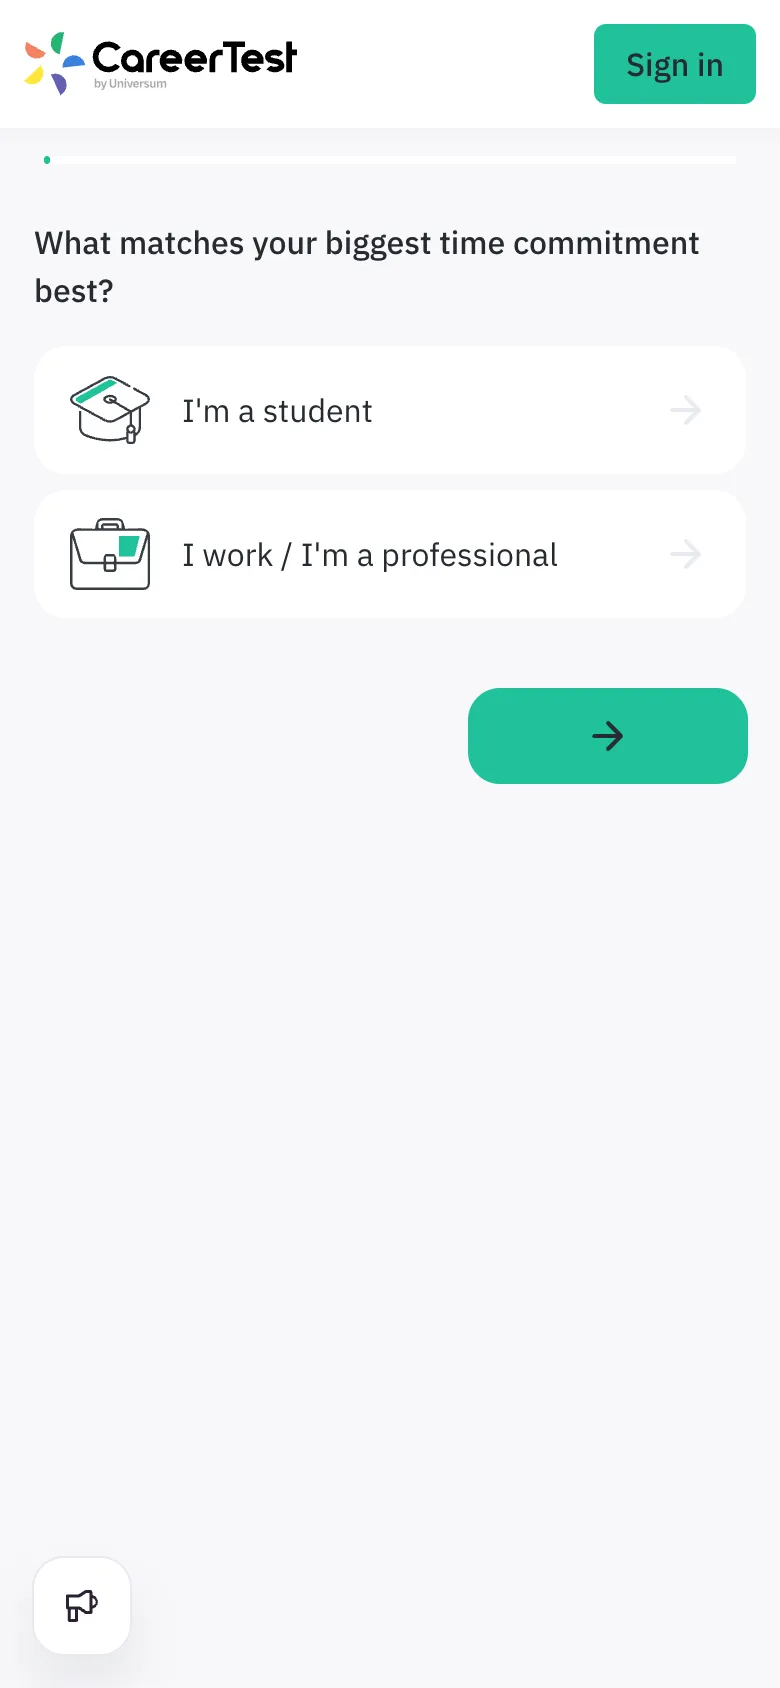 CareerTest
by Universum
Sign in
What matches your biggest time commitment
best?
I'm a student
I work / I'm a professional